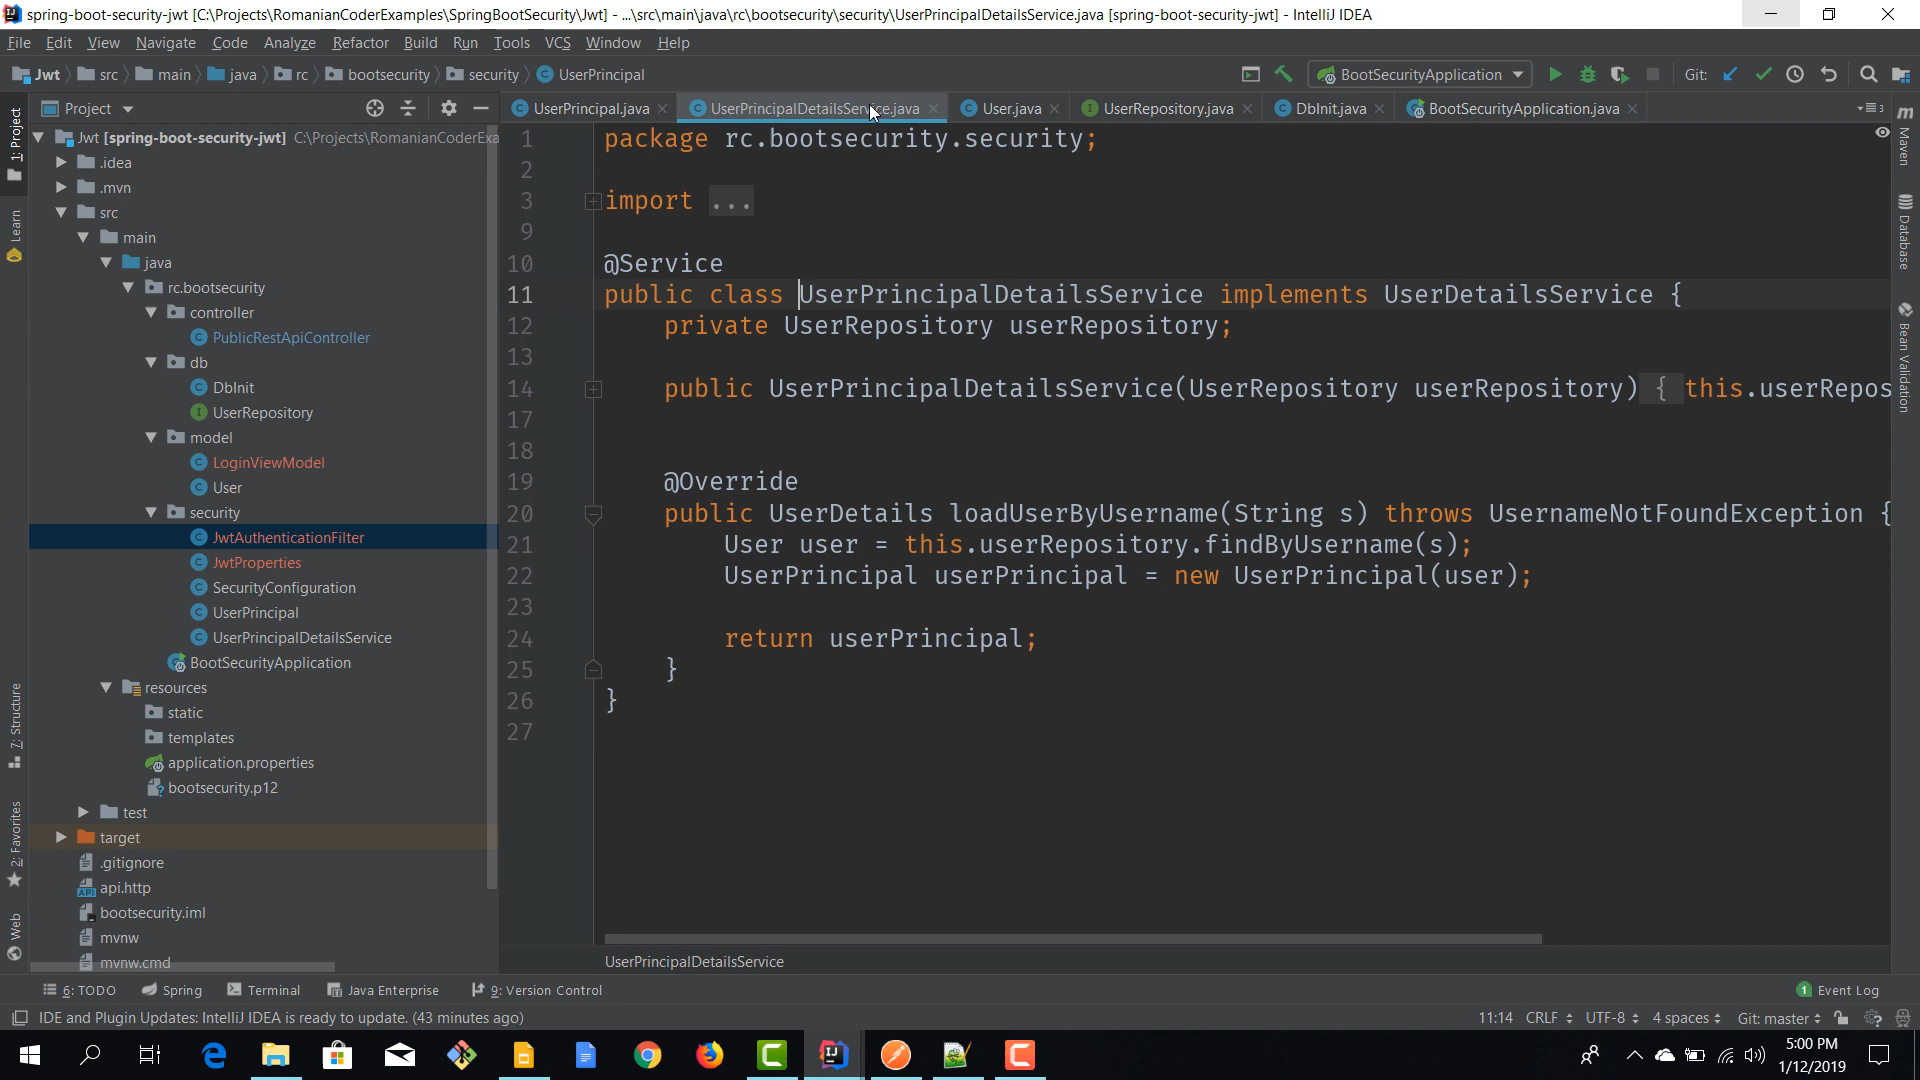 spring-boot-security-jwt [C:\Projects\RomanianCoderExamples\SpringBootSecurity\Jwt] - ...\src\main\java\rc\bootsecurity\security\UserPrincipalDetailsService.java [spring-boot-security-jwt] - IntelliJ IDEA
File Edit View Navigate Code Analyze Refactor Build Run Tools VCS Window Help
Jwt src main java rc bootsecurity security UserPrincipal BootSecurityApplication Git:
Project UserPrincipal.java UserPrincipalDetailsService.java User.java UserRepository.java DbInit.java BootSecurityApplication.java
1: Project
Learn
7: Structure
2: Favorites
Web
Jwt [spring-boot-security-jwt] C:\Projects\RomanianCoderExa
.idea
.mvn
src
main
java
rc.bootsecurity
controller
PublicRestApiController
db
DbInit
UserRepository
model
LoginViewModel
User
security
JwtAuthenticationFilter
JwtProperties
SecurityConfiguration
UserPrincipal
UserPrincipalDetailsService
BootSecurityApplication
resources
static
templates
application.properties
bootsecurity.p12
test
target
.gitignore
api.http
bootsecurity.iml
mvnw
mvnw.cmd
1 package rc.bootsecurity.security;
2
3 import ...
9
10 @Service
11 public class UserPrincipalDetailsService implements UserDetailsService {
12 private UserRepository userRepository;
13
14 public UserPrincipalDetailsService(UserRepository userRepository) { this.userRepos
17
18
19 @Override
20 public UserDetails loadUserByUsername(String s) throws UsernameNotFoundException {
21 User user = this.userRepository.findByUsername(s);
22 UserPrincipal userPrincipal = new UserPrincipal(user);
23
24 return userPrincipal;
25 }
26 }
27
UserPrincipalDetailsService
Maven
Database
Bean Validation
6: TODO Spring Terminal Java Enterprise 9: Version Control 1 Event Log
IDE and Plugin Updates: IntelliJ IDEA is ready to update. (43 minutes ago) 11:14 CRLF UTF-8 4 spaces Git: master
5:00 PM
1/12/2019